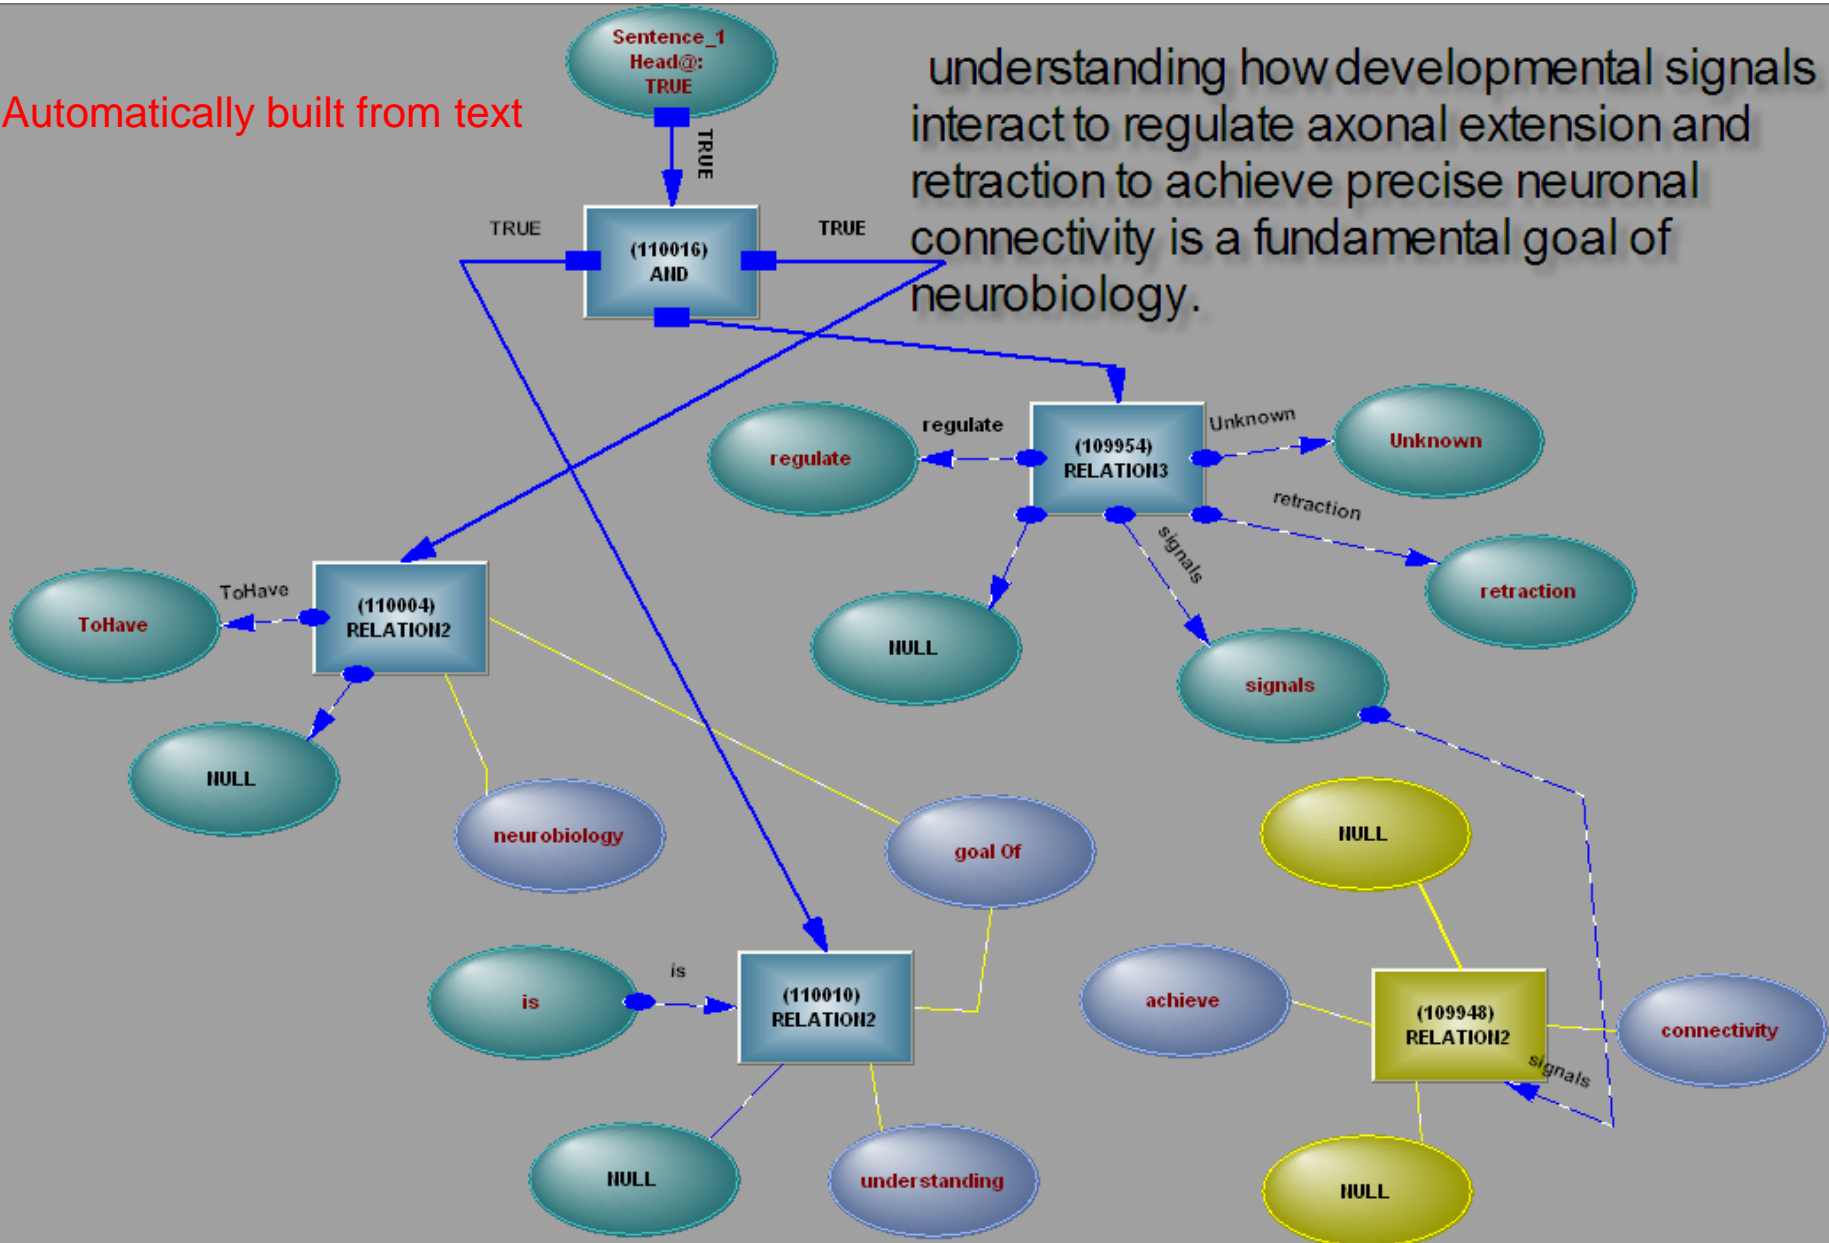 Sentence_1
Head@:
TRUE
Automatically built from text
understanding how developmental signals
interact to regulate axonal extension and
retraction to achieve precise neuronal
connectivity is a fundamental goal of
neurobiology.
TRUE
TRUE
TRUE
(110016)
AND
regulate
regulate
(109954)
RELATION3
Unknown
Unknown
retraction
retraction
signals
signals
NULL
ToHave
ToHave
(110004)
RELATION2
NULL
neurobiology
goal Of
NULL
is
is
(110010)
RELATION2
achieve
(109948)
RELATION2
connectivity
signals
NULL
understanding
NULL